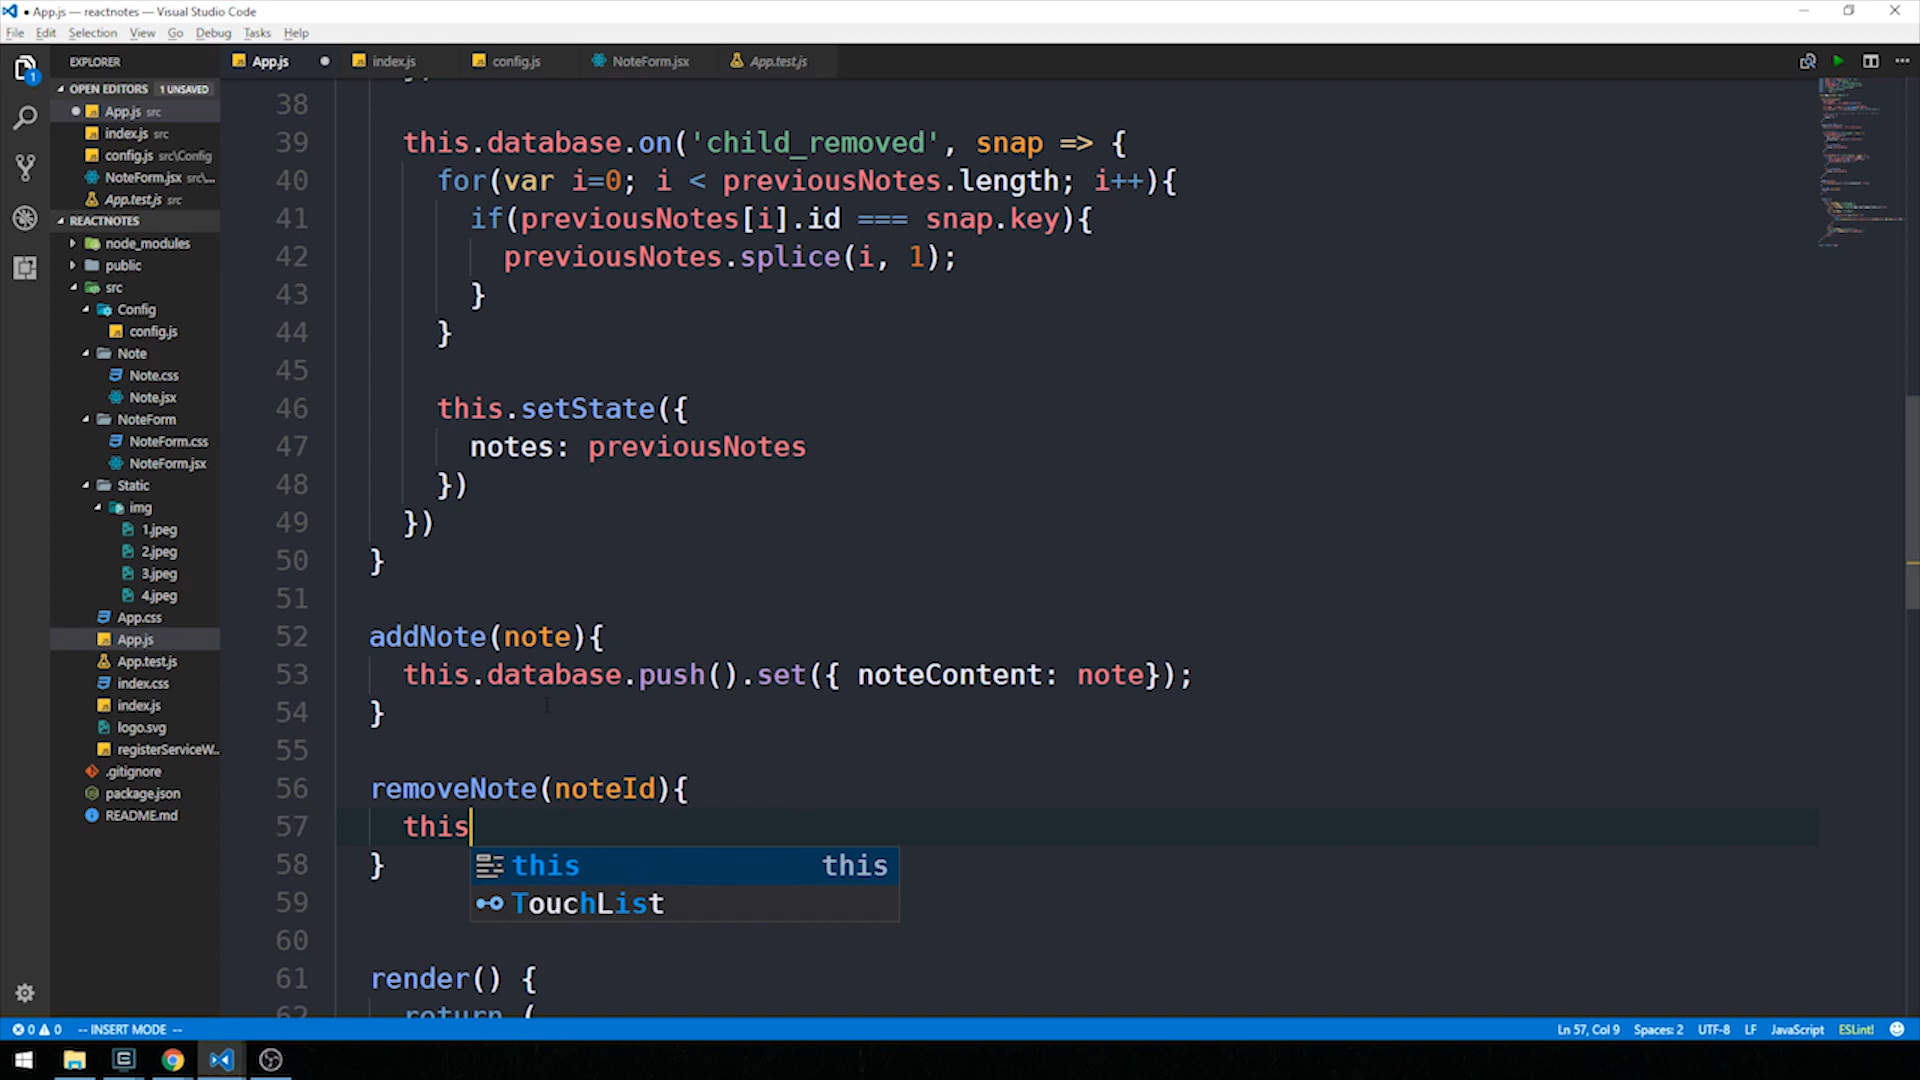 App.js — reactnotes — Visual Studio Code
File Edit Selection View Go Debug Tasks Help
EXPLORER
OPEN EDITORS 1 UNSAVED
App.js src
index.js src
config.js src\Config
NoteForm.jsx src\...
App.test.js src
REACTNOTES
node_modules
public
src
Config
config.js
Note
Note.css
Note.jsx
NoteForm
NoteForm.css
NoteForm.jsx
Static
img
1.jpeg
2.jpeg
3.jpeg
4.jpeg
App.css
App.js
App.test.js
index.css
index.js
logo.svg
registerServiceW..
.gitignore
package.json
README.md
1
App.js index.js config.js NoteForm.jsx App.test.js
38
39 this.database.on('child_removed', snap => {
40 for(var i=0; i < previousNotes.length; i++){
41 if(previousNotes[i].id === snap.key){
42 previousNotes.splice(i, 1);
43 }
44 }
45
46 this.setState({
47 notes: previousNotes
48 })
49 })
50 }
51
52 addNote(note){
53 this.database.push().set({ noteContent: note});
54 }
55
56 removeNote(noteId){
57 this
58 }
this this
59
TouchList
60
61 render() {
62 return (
0 0 -- INSERT MODE --
Ln 57, Col 9 Spaces: 2 UTF-8 LF JavaScript ESLint!